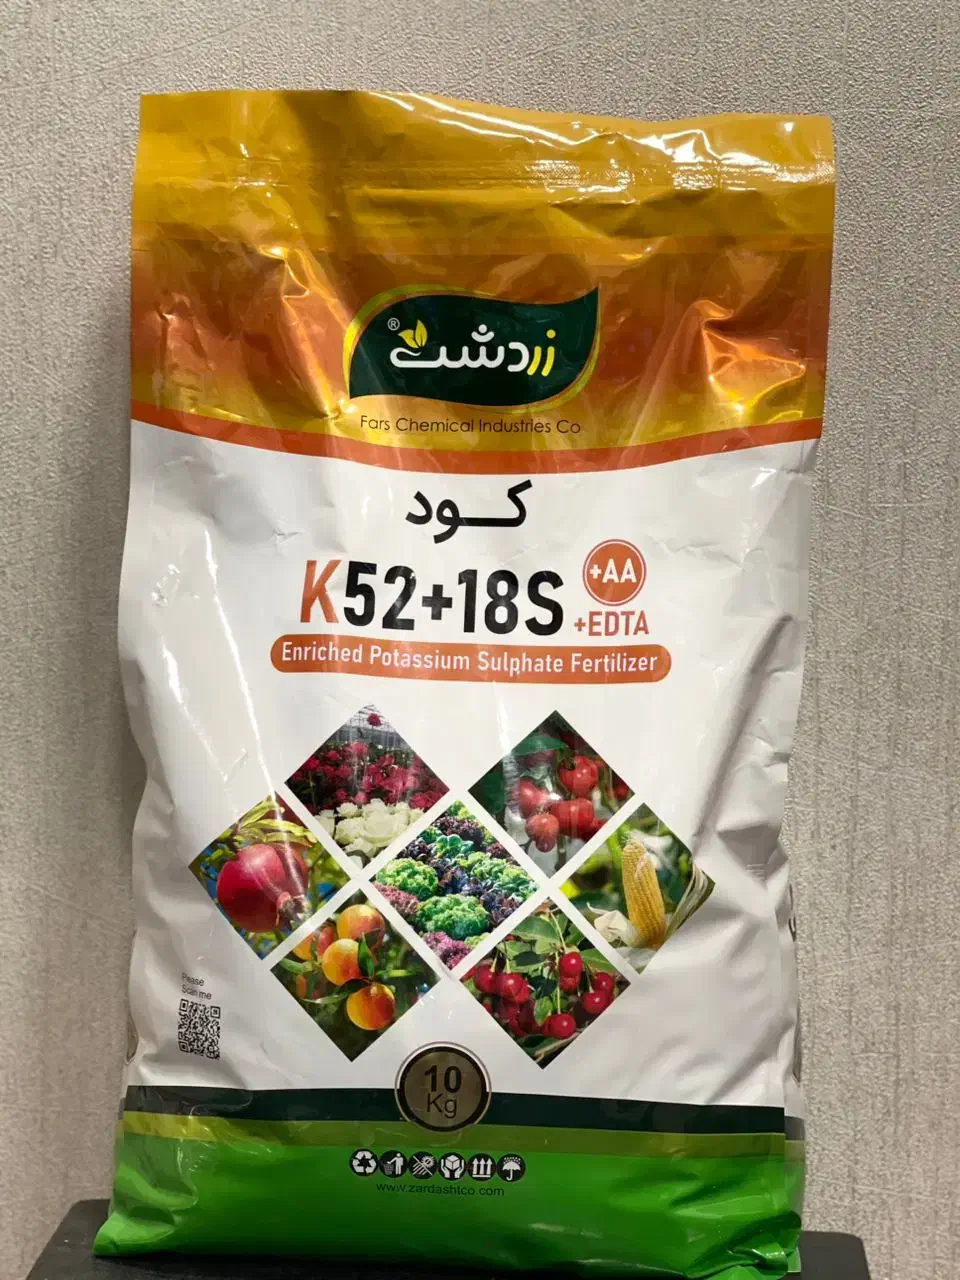 زردشت ®
Fars Chemical Industries Co
کود
K52+18S +AA
+EDTA
Enriched Potassium Sulphate Fertilizer
Please
Scan me
10
Kg
www.zardashtco.com